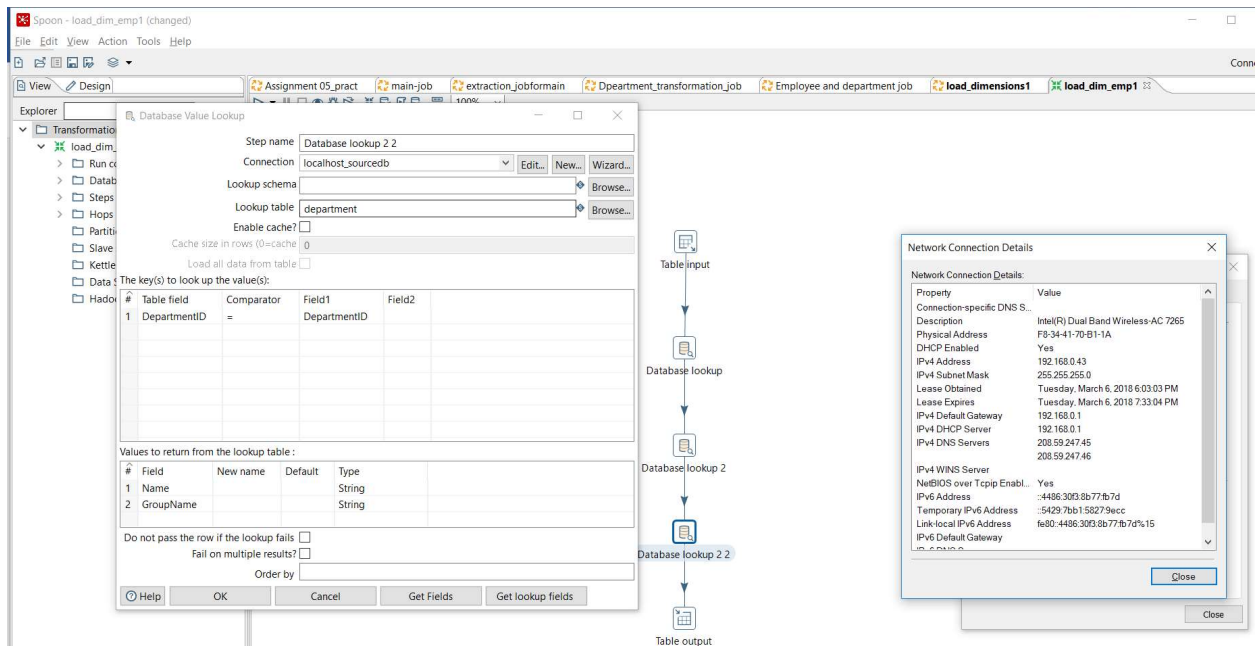 Spoon - load_dim_emp1 (changed)
File Edit View Action Tools Help
Conne
View Design
Assignment 05_pract main-job extraction_jobformain Dpeartment_transformation_job Employee and department job load_dimensions1 load_dim_emp1
100%
Explorer
Transformatio
load_dim_
Run co
Datab
Steps
Hops
Partiti
Slave
Kettle
Data S
Hadoo
Database Value Lookup
Step name Database lookup 2 2
Connection localhost_sourcedb Edit... New... Wizard...
Lookup schema Browse...
Lookup table department Browse...
Enable cache?
Cache size in rows (0=cache 0
Load all data from table
The key(s) to look up the value(s):
# Table field Comparator Field1 Field2
1 DepartmentID = DepartmentID
Values to return from the lookup table :
# Field New name Default Type
1 Name String
2 GroupName String
Do not pass the row if the lookup fails
Fail on multiple results?
Order by
Help OK Cancel Get Fields Get lookup fields
Table input
Database lookup
Database lookup 2
Database lookup 2 2
Table output
Network Connection Details
Network Connection Details:
Property Value
Connection-specific DNS S...
Description Intel(R) Dual Band Wireless-AC 7265
Physical Address F8-34-41-70-B1-1A
DHCP Enabled Yes
IPv4 Address 192.168.0.43
IPv4 Subnet Mask 255.255.255.0
Lease Obtained Tuesday, March 6, 2018 6:03:03 PM
Lease Expires Tuesday, March 6, 2018 7:33:04 PM
IPv4 Default Gateway 192.168.0.1
IPv4 DHCP Server 192.168.0.1
IPv4 DNS Servers 208.59.247.45
208.59.247.46
IPv4 WINS Server
NetBIOS over Tcpip Enabl... Yes
IPv6 Address ::4486:30f3:8b77:fb7d
Temporary IPv6 Address ::5429:7bb1:5827:9ecc
Link-local IPv6 Address fe80::4486:30f3:8b77:fb7d%15
IPv6 Default Gateway
Close
Close